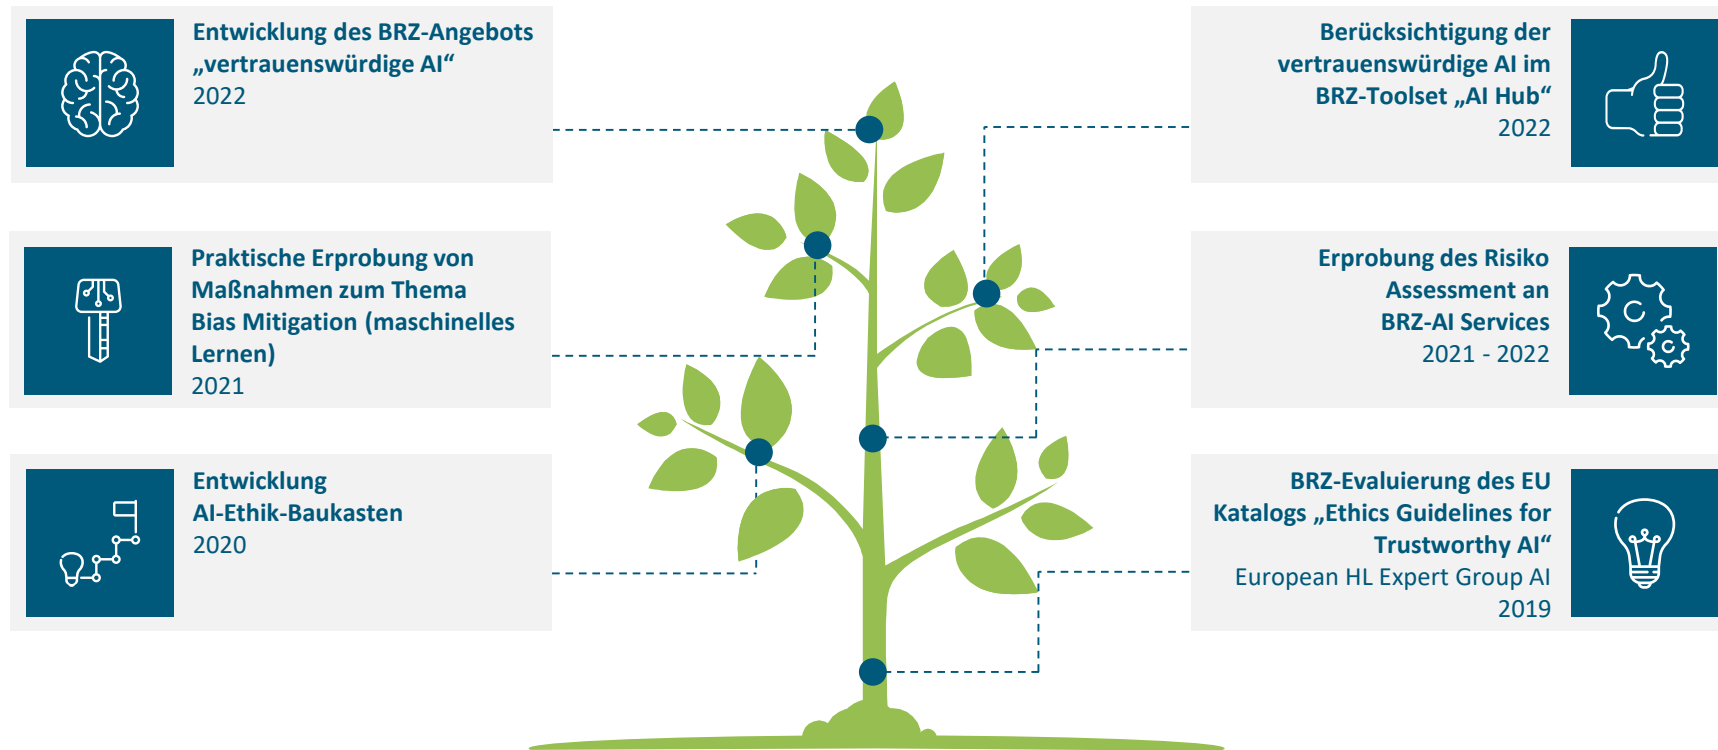 Entwicklung des BRZ-Angebots
„vertrauenswürdige AI“
2022
Praktische Erprobung von
Maßnahmen zum Thema
Bias Mitigation (maschinelles
Lernen)
2021
Entwicklung
AI-Ethik-Baukasten
2020
Berücksichtigung der
vertrauenswürdige AI im
BRZ-Toolset „AI Hub“
2022
Erprobung des Risiko
Assessment an
BRZ-AI Services
2021 - 2022
BRZ-Evaluierung des EU
Katalogs „Ethics Guidelines for
Trustworthy AI“
European HL Expert Group AI
2019